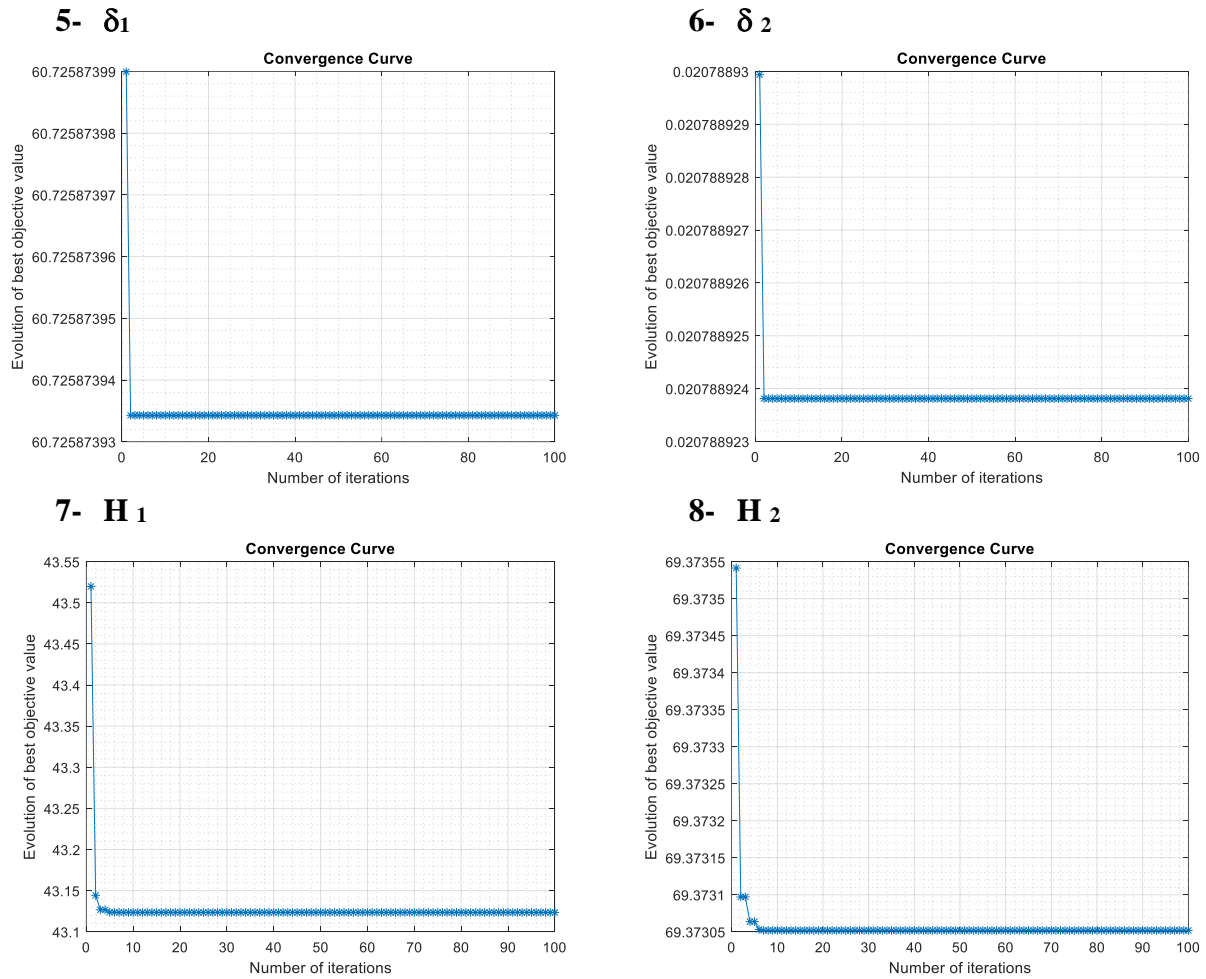 5- δ1
Convergence Curve
60.72587399
60.72587398
60.72587397
60.72587396
60.72587395
60.72587394
60.72587393
Evolution of best objective value
0 20 40 60 80 100
Number of iterations
6- δ 2
Convergence Curve
0.02078893
0.020788929
0.020788928
0.020788927
0.020788926
0.020788925
0.020788924
0.020788923
Evolution of best objective value
0 20 40 60 80 100
Number of iterations
7- H 1
Convergence Curve
43.55
43.5
43.45
43.4
43.35
43.3
43.25
43.2
43.15
43.1
Evolution of best objective value
0 10 20 30 40 50 60 70 80 90 100
Number of iterations
8- H 2
Convergence Curve
69.37355
69.3735
69.37345
69.3734
69.37335
69.3733
69.37325
69.3732
69.37315
69.3731
69.37305
Evolution of best objective value
0 10 20 30 40 50 60 70 80 90 100
Number of iterations